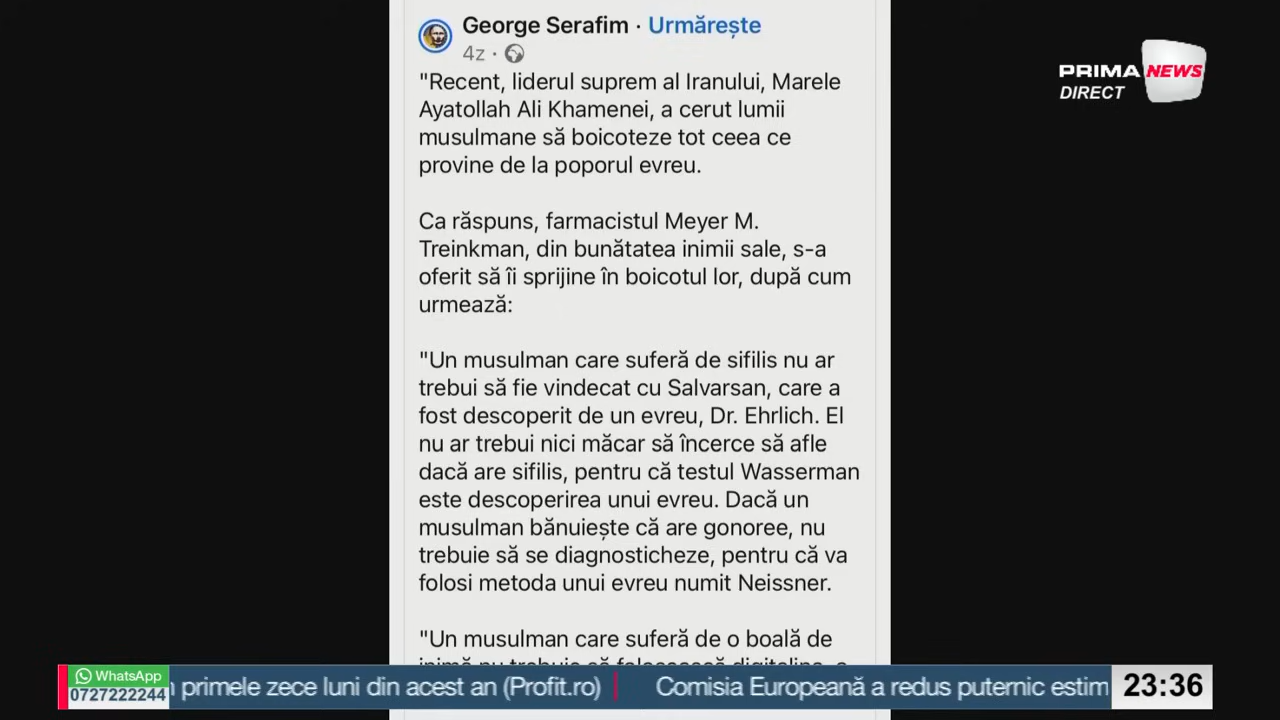 George Serafim · Urmărește
4z ·
"Recent, liderul suprem al Iranului, Marele
Ayatollah Ali Khamenei, a cerut lumii
musulmane să boicoteze tot ceea ce
provine de la poporul evreu.
Ca răspuns, farmacistul Meyer M.
Treinkman, din bunătatea inimii sale, s-a
oferit să îi sprijine în boicotul lor, după cum
urmează:
"Un musulman care suferă de sifilis nu ar
trebui să fie vindecat cu Salvarsan, care a
fost descoperit de un evreu, Dr. Ehrlich. El
nu ar trebui nici măcar să încerce să afle
dacă are sifilis, pentru că testul Wasserman
este descoperirea unui evreu. Dacă un
musulman bănuiește că are gonoree, nu
trebuie să se diagnosticheze, pentru că va
folosi metoda unui evreu numit Neissner.
"Un musulman care suferă de o boală de
PRIMA NEWS
DIRECT
WhatsApp
0727222244
primele zece luni din acest an (Profit.ro)
Comisia Europeană a redus puternic estim
23:36